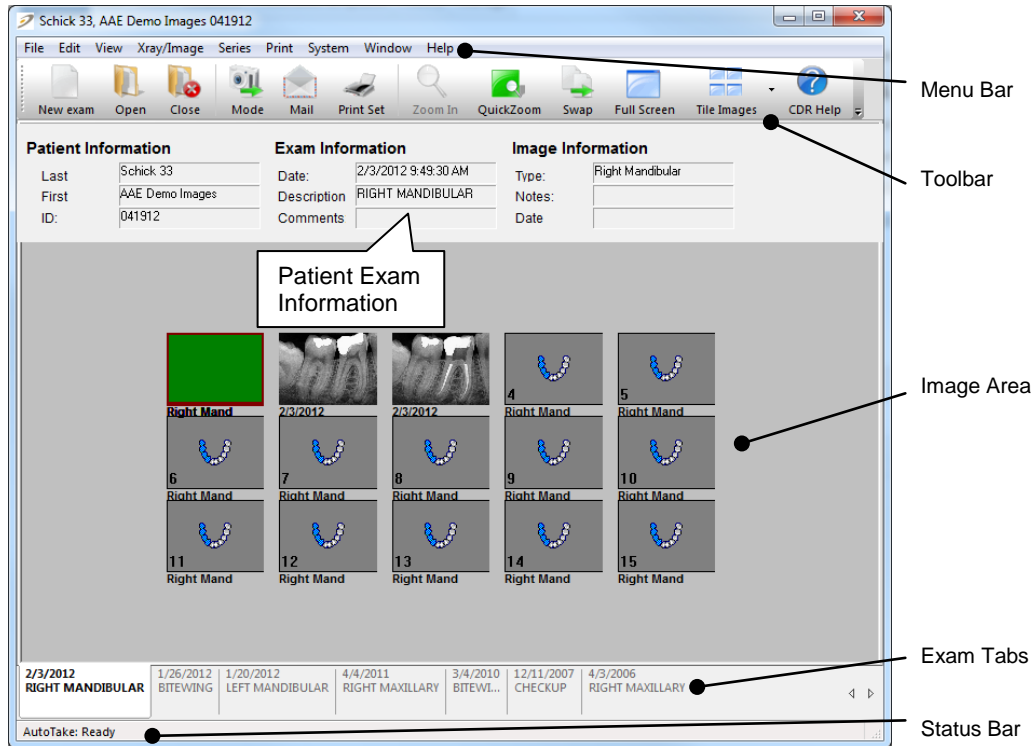 Schick 33, AAE Demo Images 041912
File Edit View Xray/Image Series Print System Window Help
Menu Bar
New exam Open Close Mode Mail Print Set Zoom In QuickZoom Swap Full Screen Tile Images CDR Help
Toolbar
Patient Information Exam Information Image Information
Last Schick 33 Date: 2/3/2012 9:49:30 AM Type: Right Mandibular
First AAE Demo Images Description RIGHT MANDIBULAR Notes:
ID: 041912 Comments Date
Patient Exam
Information
4 5
Right Mand 2/3/2012 2/3/2012 Right Mand Right Mand
Image Area
6 7 8 9 10
Right Mand Right Mand Right Mand Right Mand Right Mand
11 12 13 14 15
Right Mand Right Mand Right Mand Right Mand Right Mand
Exam Tabs
2/3/2012 1/26/2012 1/20/2012 4/4/2011 3/4/2010 12/11/2007 4/3/2006
RIGHT MANDIBULAR BITEWING LEFT MANDIBULAR RIGHT MAXILLARY BITEWI... CHECKUP RIGHT MAXILLARY
AutoTake: Ready
Status Bar